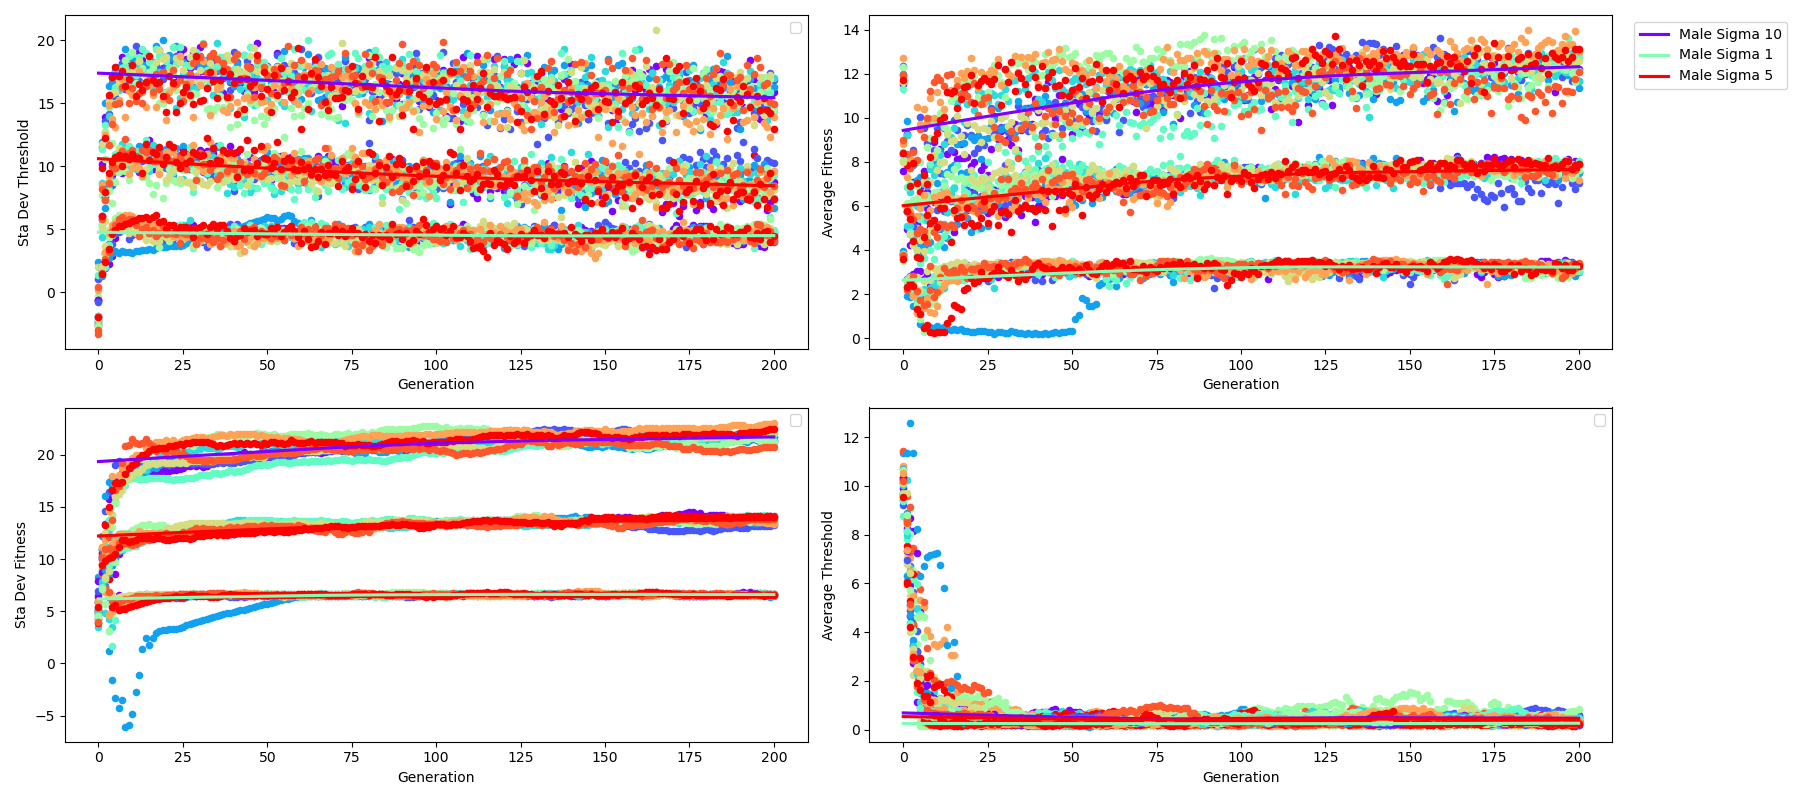 20
15
10
5
0
Sta Dev Threshold
0 25 50 75 100 125 150 175 200
Generation
14
12
10
8
6
4
2
0
Average Fitness
0 25 50 75 100 125 150 175 200
Generation
Male Sigma 10
Male Sigma 1
Male Sigma 5
20
15
10
5
0
−5
Sta Dev Fitness
0 25 50 75 100 125 150 175 200
Generation
12
10
8
6
4
2
0
Average Threshold
0 25 50 75 100 125 150 175 200
Generation